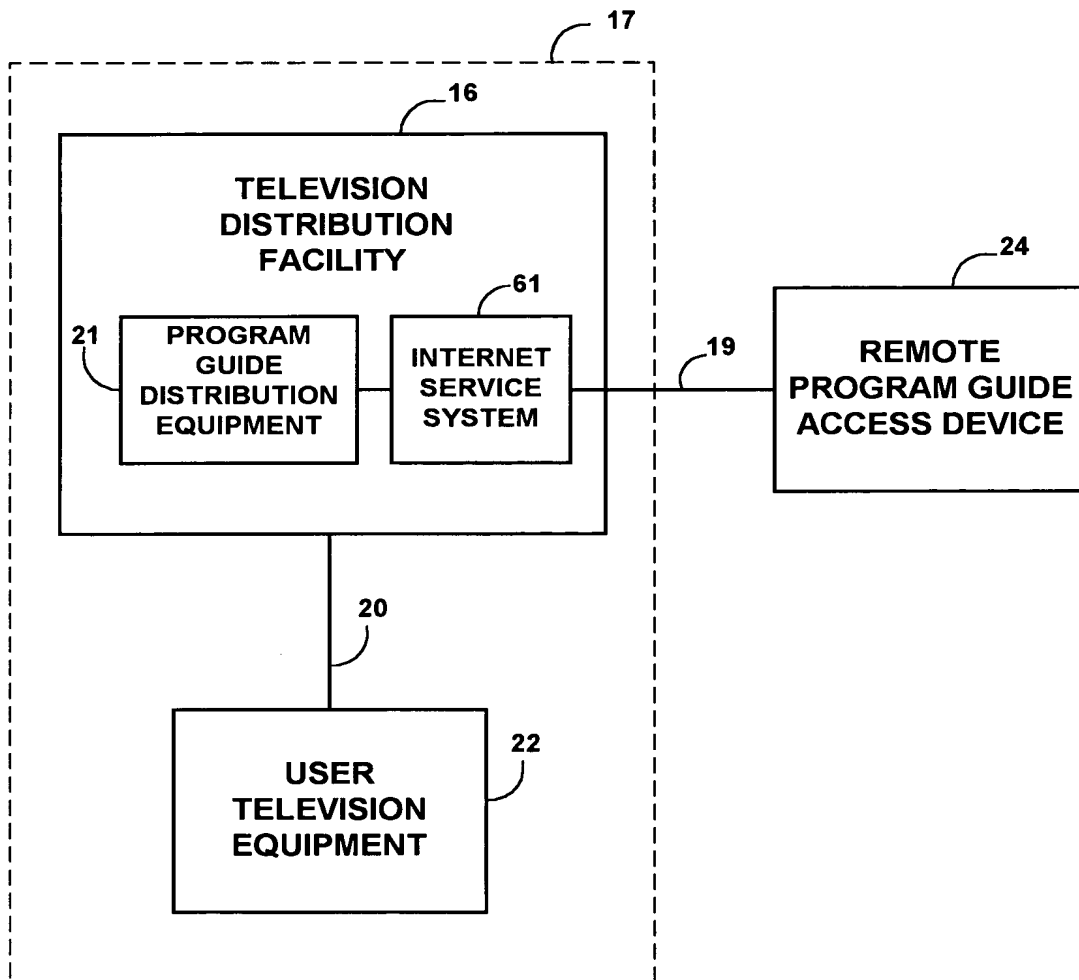 17
16
TELEVISION
DISTRIBUTION
FACILITY
24
61
21
PROGRAM
GUIDE
DISTRIBUTION
EQUIPMENT
INTERNET
SERVICE
SYSTEM
19
REMOTE
PROGRAM GUIDE
ACCESS DEVICE
20
22
USER
TELEVISION
EQUIPMENT